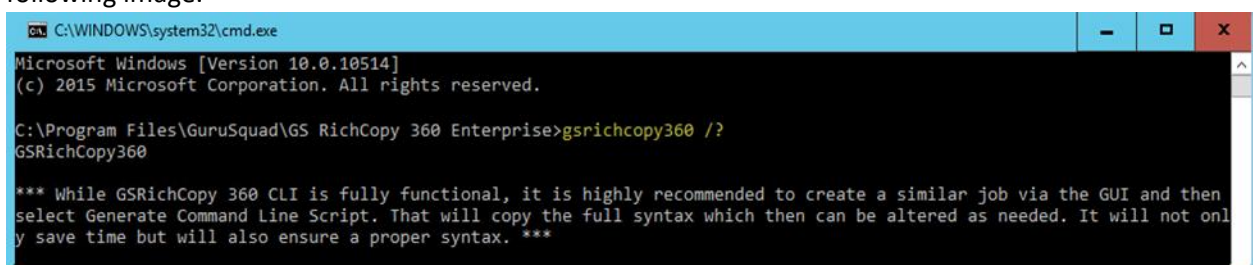 following image:
C:\WINDOWS\system32\cmd.exe
Microsoft Windows [Version 10.0.10514]
(c) 2015 Microsoft Corporation. All rights reserved.
C:\Program Files\GuruSquad\GS RichCopy 360 Enterprise>gsrichcopy360 /?
GSRichCopy360
*** While GSRichCopy 360 CLI is fully functional, it is highly recommended to create a similar job via the GUI and then
select Generate Command Line Script. That will copy the full syntax which then can be altered as needed. It will not onl
y save time but will also ensure a proper syntax. ***